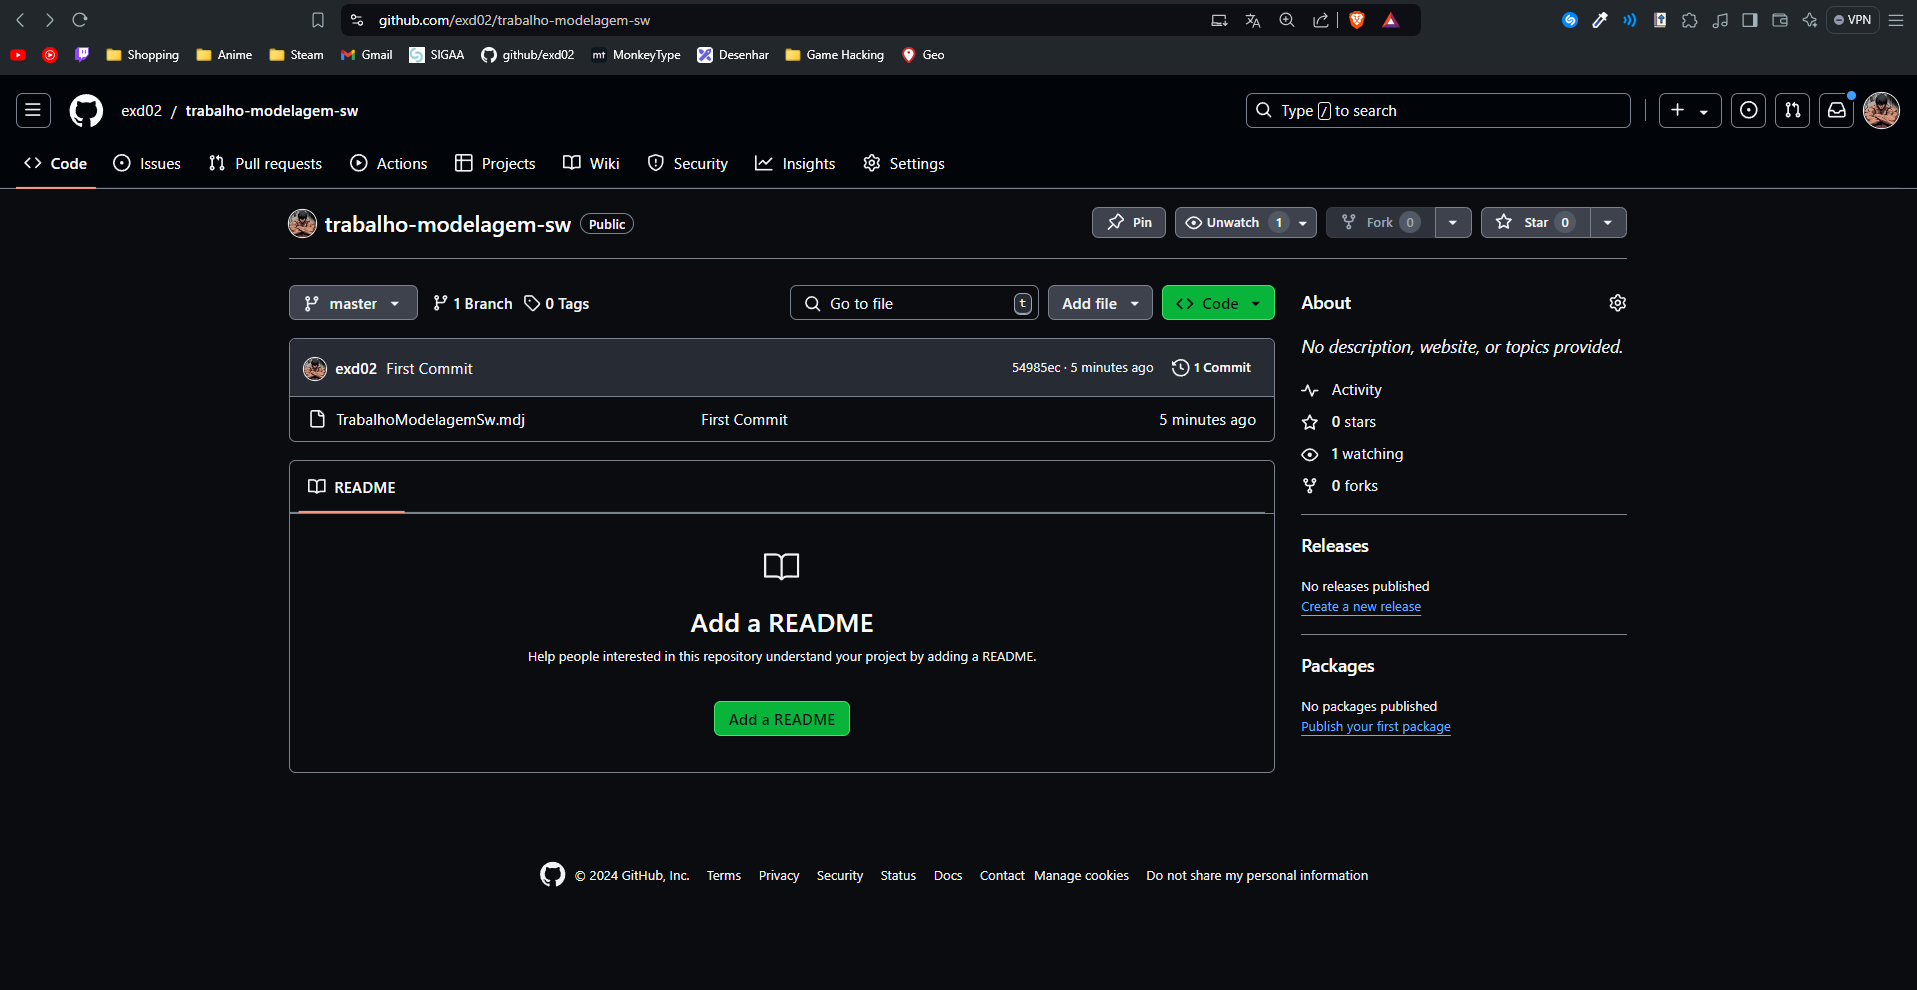 github.com/exd02/trabalho-modelagem-sw
VPN
Shopping Anime Steam Gmail SIGAA github/exd02 mt MonkeyType Desenhar Game Hacking Geo
exd02 / trabalho-modelagem-sw
Type / to search
Code Issues Pull requests Actions Projects Wiki Security Insights Settings
trabalho-modelagem-sw Public
Pin Unwatch 1 Fork 0 Star 0
master 1 Branch 0 Tags
Go to file t Add file Code
exd02 First Commit 54985ec · 5 minutes ago 1 Commit
TrabalhoModelagemSw.mdj First Commit 5 minutes ago
README
Add a README
Help people interested in this repository understand your project by adding a README.
Add a README
About
No description, website, or topics provided.
Activity
0 stars
1 watching
0 forks
Releases
No releases published
Create a new release
Packages
No packages published
Publish your first package
© 2024 GitHub, Inc. Terms Privacy Security Status Docs Contact Manage cookies Do not share my personal information